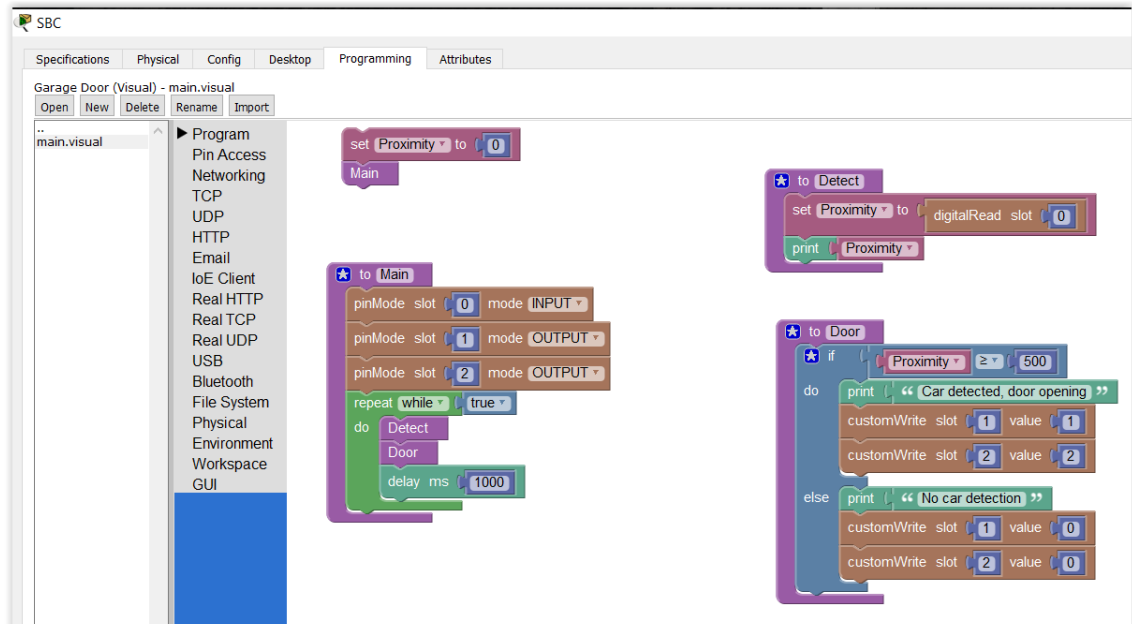 SBC
Specifications Physical Config Desktop Programming Attributes
Garage Door (Visual) - main.visual
Open New Delete Rename Import
..
main.visual
Program
Pin Access
Networking
TCP
UDP
HTTP
Email
IoE Client
Real HTTP
Real TCP
Real UDP
USB
Bluetooth
File System
Physical
Environment
Workspace
GUI
set Proximity to 0
Main
to Main
pinMode slot 0 mode INPUT
pinMode slot 1 mode OUTPUT
pinMode slot 2 mode OUTPUT
repeat while true
do Detect
Door
delay ms 1000
to Detect
set Proximity to digitalRead slot 0
print Proximity
to Door
if Proximity ≥ 500
do print “ Car detected, door opening ”
customWrite slot 1 value 1
customWrite slot 2 value 2
else print “ No car detection ”
customWrite slot 1 value 0
customWrite slot 2 value 0